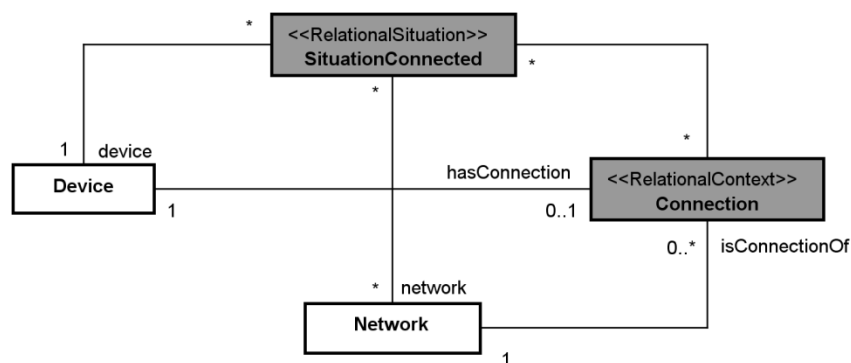 *
<<RelationalSituation>>
SituationConnected
*
*
1
device
*
Device
hasConnection
<<RelationalContext>>
Connection
1
0..1
0..*
isConnectionOf
*
network
Network
1